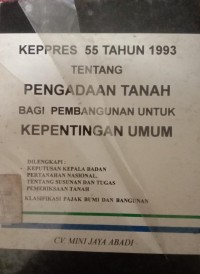 KEPPRES 55 TAHUN 1993
TENTANG
PENGADAAN TANAH
BAGI PEMBANGUNAN UNTUK
KEPENTINGAN UMUM
DILENGKAPI :
- KEPUTUSAN KEPALA BADAN
PERTANAHAN NASIONAL,
TENTANG SUSUNAN DAN TUGAS
PEMERIKSAAN TANAH
KLASIFIKASI PAJAK BUMI DAN BANGUNAN
CV. MINI JAYA ABADI